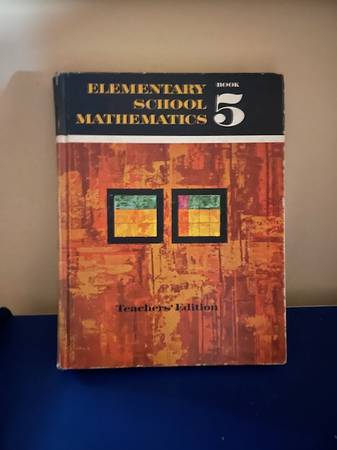 ELEMENTARY BOOK
SCHOOL 5
MATHEMATICS
Teachers' Edition